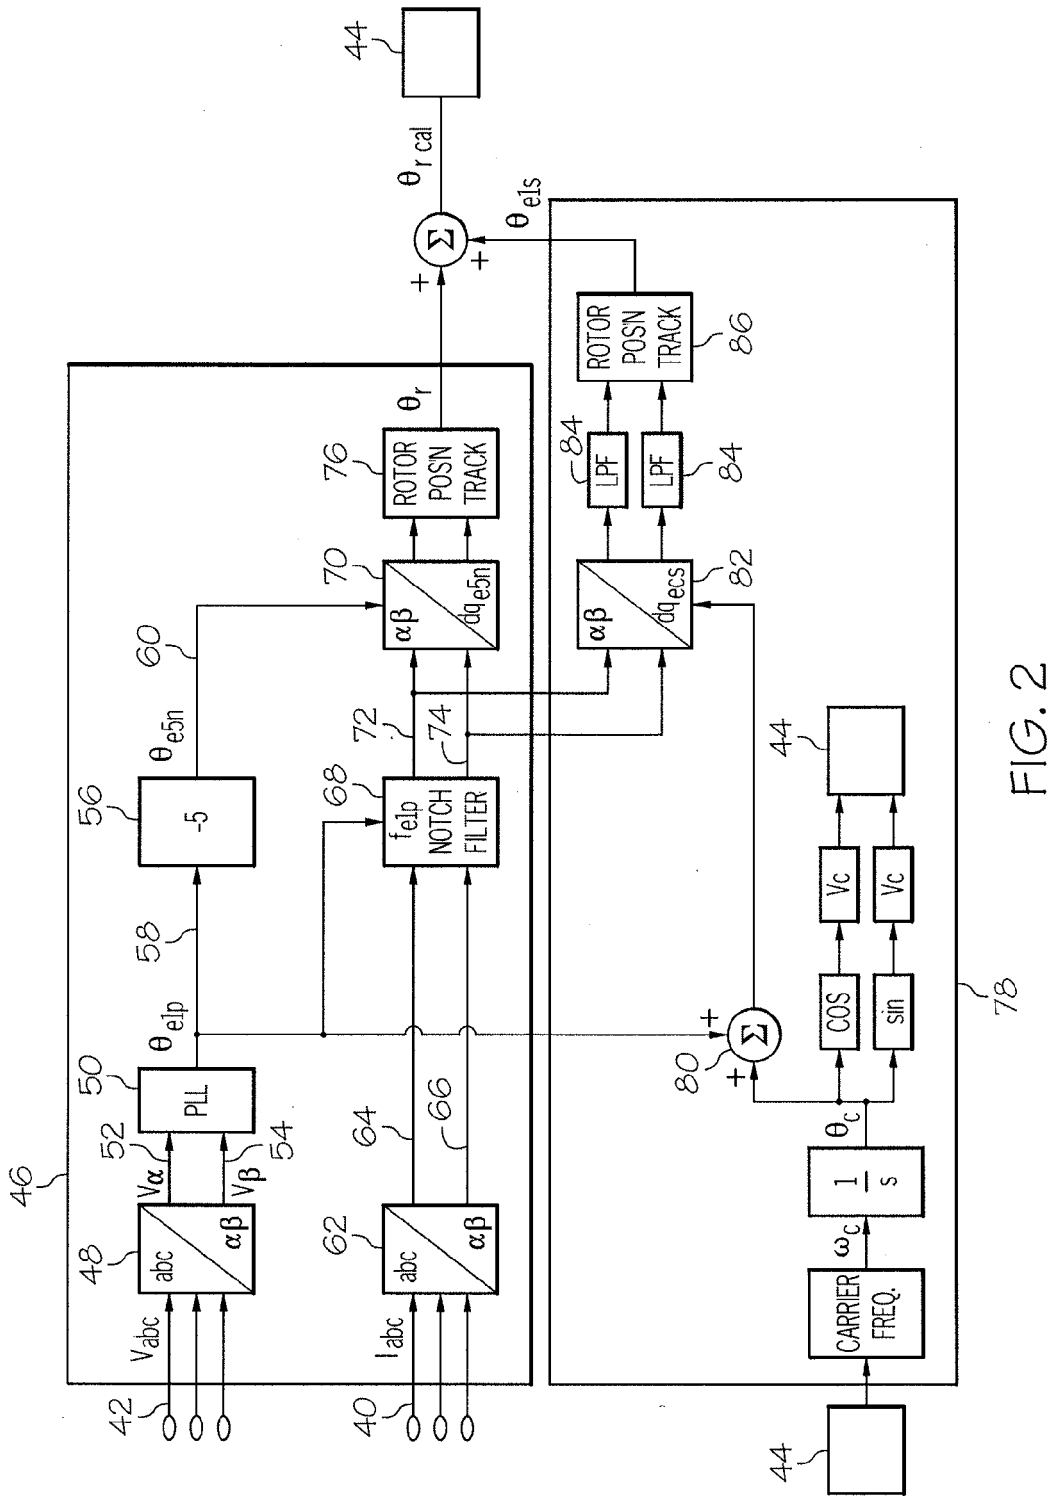 46
42
Vabc
48
abc
αβ
Vα
52
Vβ
54
50
PLL
θe1p
58
56
-5
θe5n
60
40
Iabc
62
abc
αβ
64
66
68
fe1p
NOTCH
FILTER
72
74
70
αβ
dqe5n
76
ROTOR
POS'N
TRACK
θr
+
+
Σ
θr cal
44
θe1s
44
CARRIER
FREQ.
ωc
1
s
θc
+
+
80
Σ
COS
sin
Vc
Vc
44
αβ
dqecs
82
LPF
84
LPF
84
ROTOR
POS'N
TRACK
86
78
FIG. 2